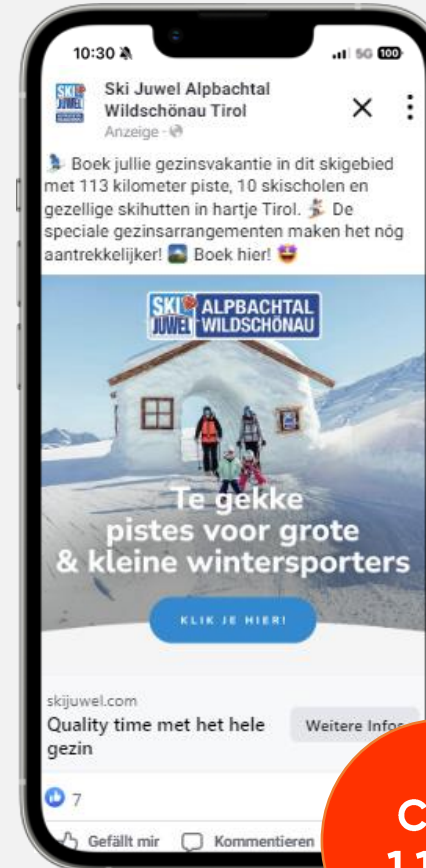 10:30
5G 100
SKI
JUWEL
Ski Juwel Alpbachtal
Wildschönau Tirol
Anzeige ·
Boek jullie gezinsvakantie in dit skigebied
met 113 kilometer piste, 10 skischolen en
gezellige skihutten in hartje Tirol. De
speciale gezinsarrangementen maken het nóg
aantrekkelijker! Boek hier!
SKI ALPBACHTAL
JUWEL WILDSCHÖNAU
Te gekke
pistes voor grote
& kleine wintersporters
KLIK JE HIER!
skijuwel.com
Quality time met het hele
gezin
Weitere Infos
7
Gefällt mir Kommentieren